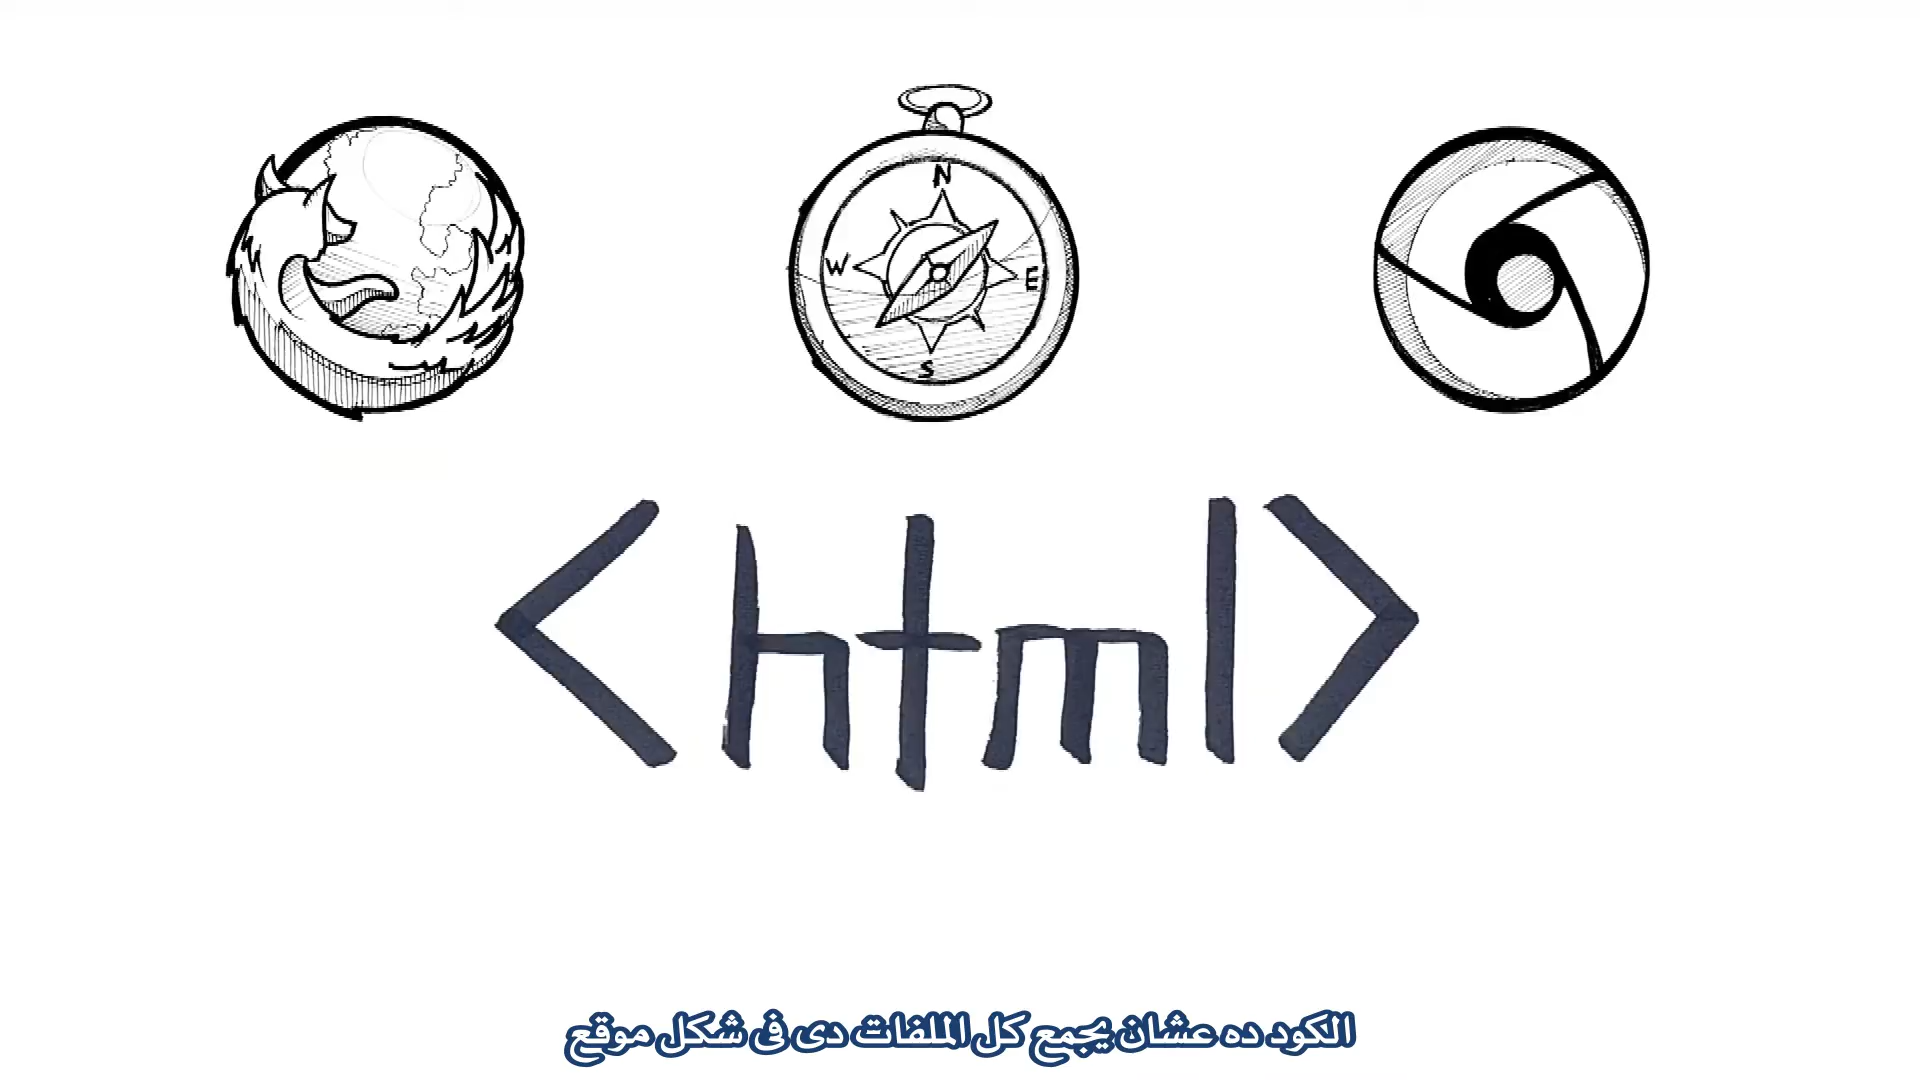 N
W
E
S
<html>
الكود ده عشان يجمع كل الملفات دى فى شكل موقع